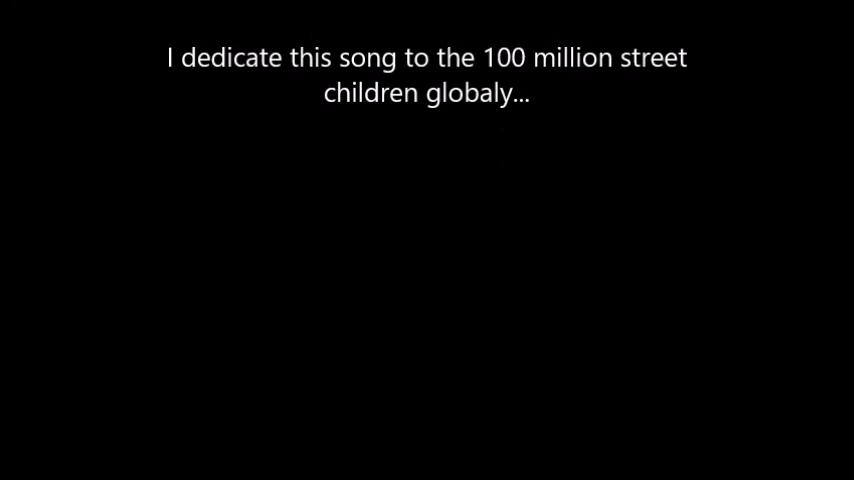 I dedicate this song to the 100 million street
children globaly...